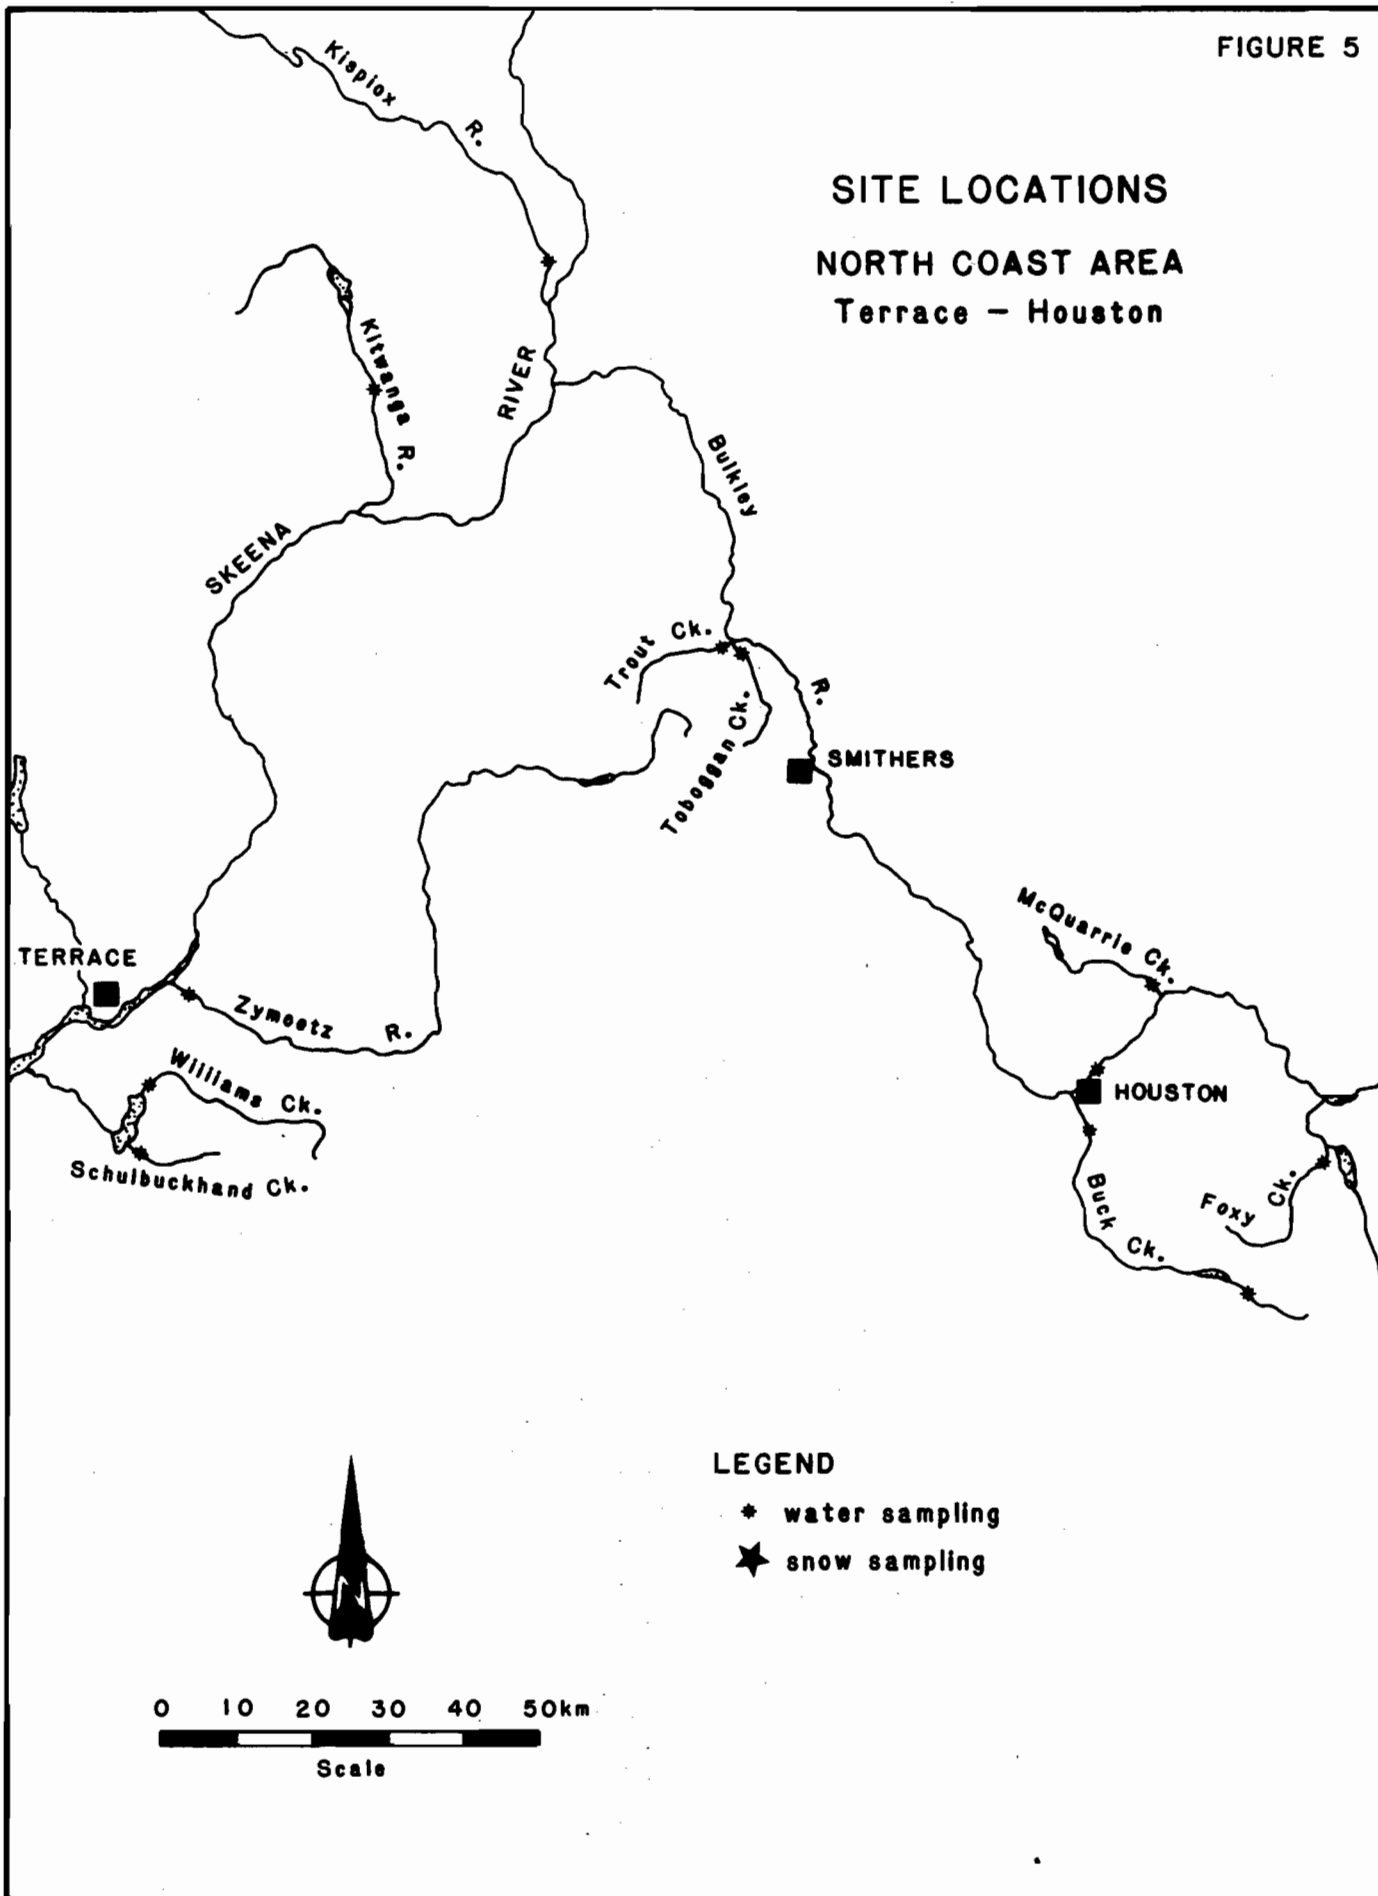 FIGURE 5
SITE LOCATIONS
NORTH COAST AREA
Terrace – Houston
Kispiox R.
Kitwanga R.
RIVER
Bulkley R.
SKEENA
Trout Ck.
Toboggan Ck.
SMITHERS
McQuarrie Ck.
TERRACE
Zymoetz R.
Williams Ck.
HOUSTON
Schulbuckhand Ck.
Buck Ck.
Foxy Ck.
LEGEND
water sampling
snow sampling
0 10 20 30 40 50km
Scale